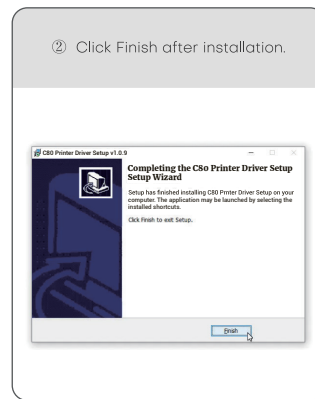 ② Click Finish after installation.
C80 Printer Driver Setup v1.0.9
Completing the C80 Printer Driver Setup
Setup Wizard
Setup has finished installing C80 Prnter Driver Setup on your
computer. The application may be launched by selecting the
installed shortcuts.
Click Finish to exit Setup.
Finish